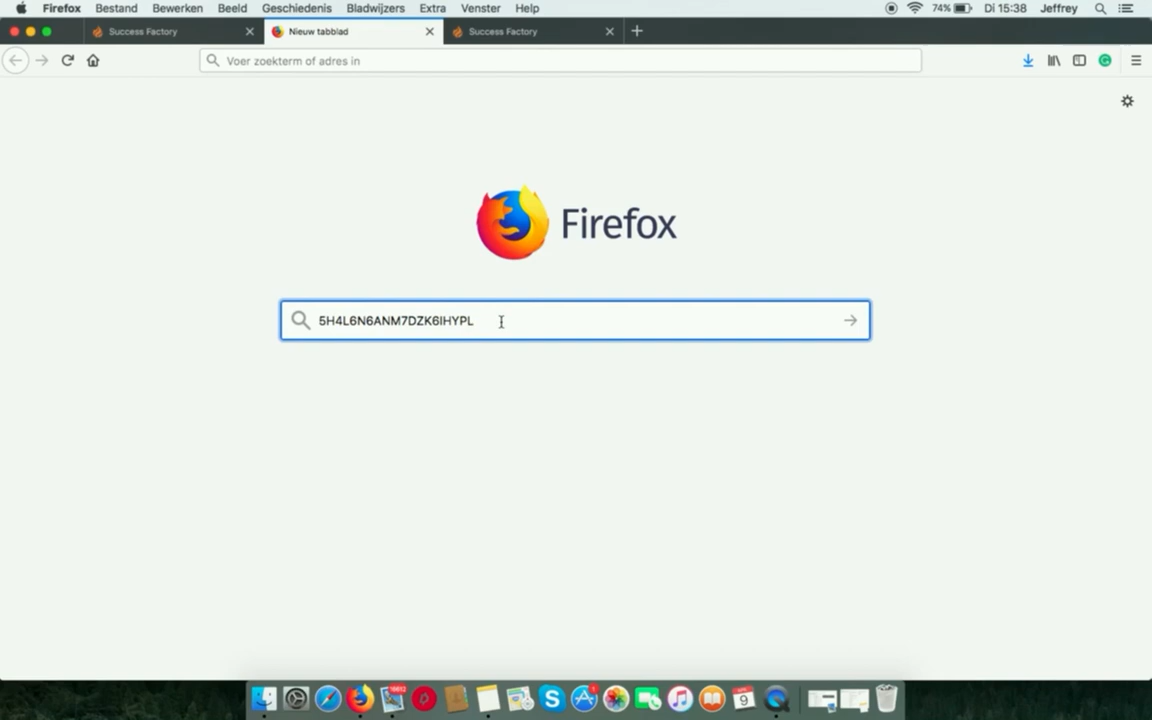 Firefox Bestand Bewerken Beeld Geschiedenis Bladwijzers Extra Venster Help 74% Di 15:38 Jeffrey
Success Factory Nieuw tabblad Success Factory
Voer zoekterm of adres in
Firefox
5H4L6N6ANM7DZK6IHYPL
9